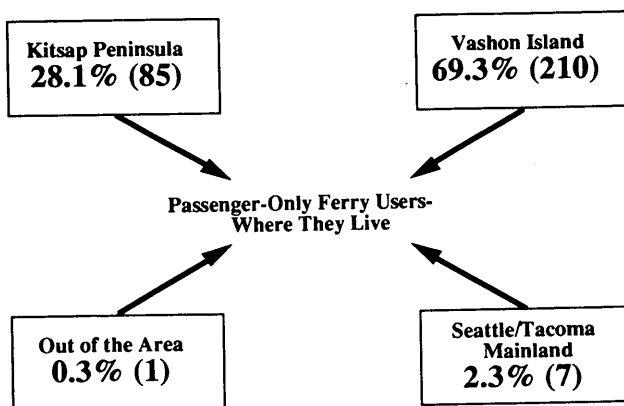 Kitsap Peninsula
28.1% (85)
Vashon Island
69.3% (210)
Passenger-Only Ferry Users-
Where They Live
Out of the Area
0.3% (1)
Seattle/Tacoma
Mainland
2.3% (7)